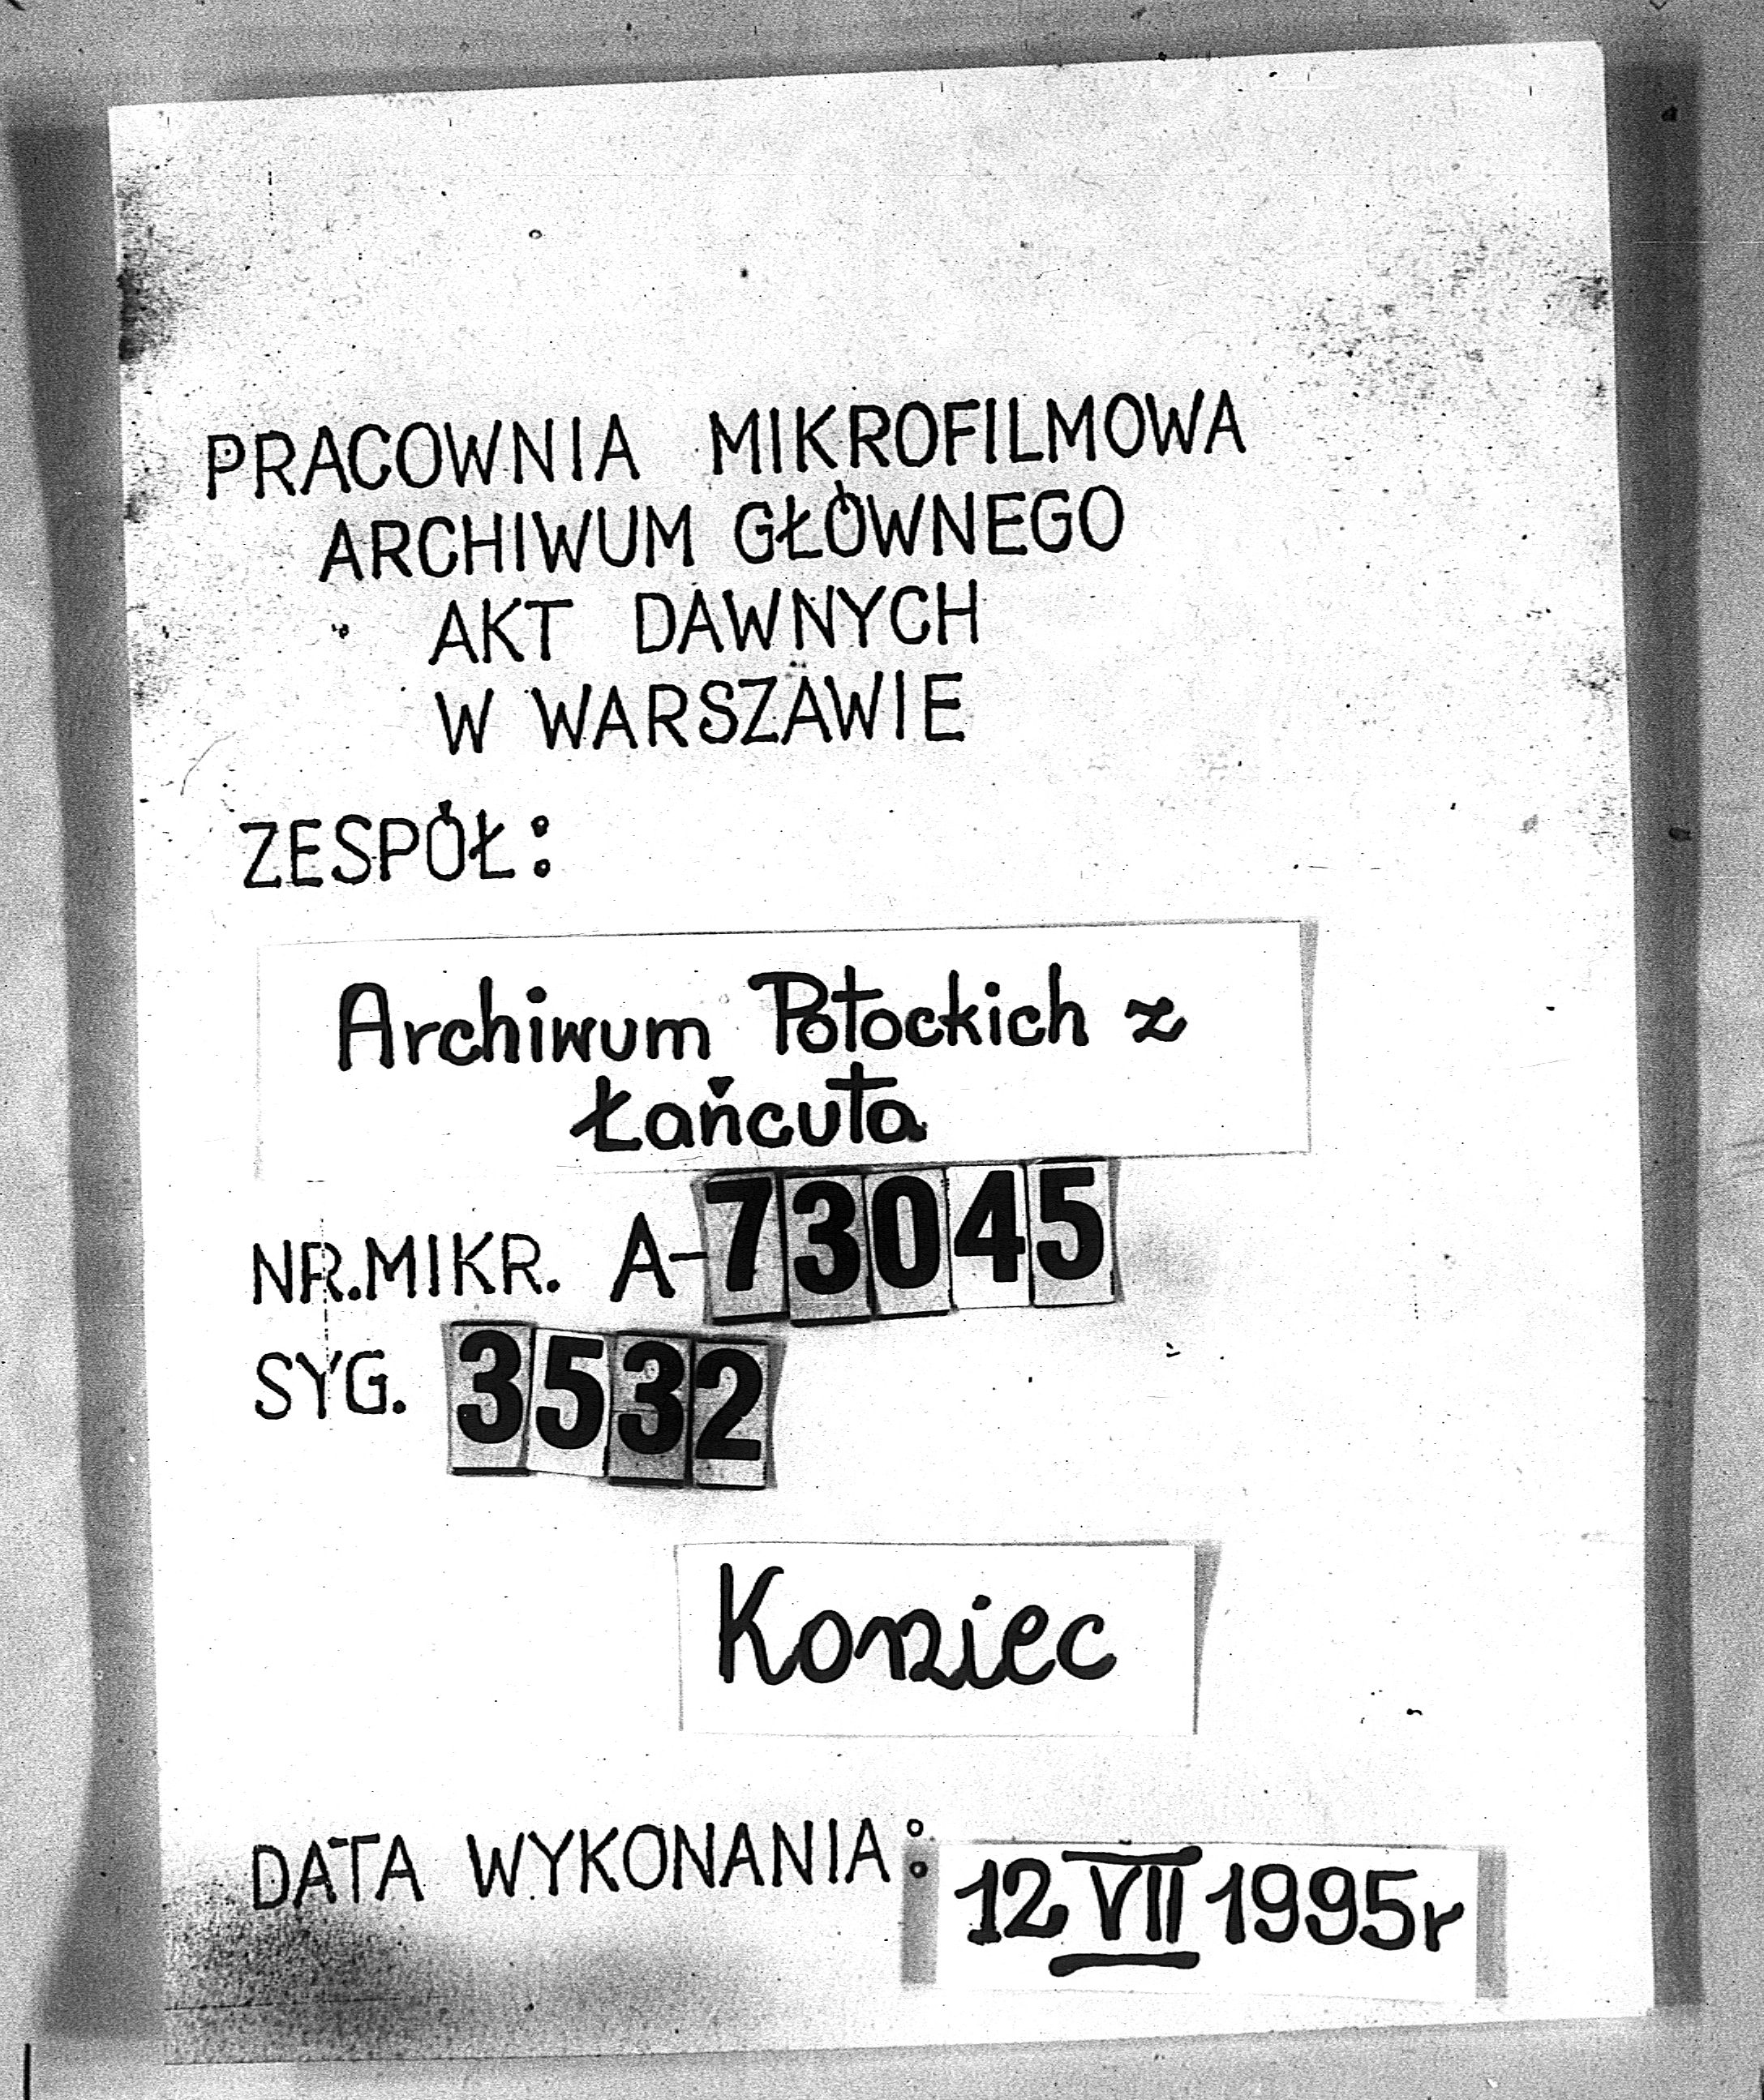 PRACOWNIA MIKROFILMOWA
ARCHIWUM GŁÓWNEGO
AKT DAWNYCH
W WARSZAWIE
ZESPÓŁ:
Archiwum Potockich z
Łańcuta
NR.MIKR. A-73045
SYG. 3532
Koniec
DATA WYKONANIA: 12 VII 1995r